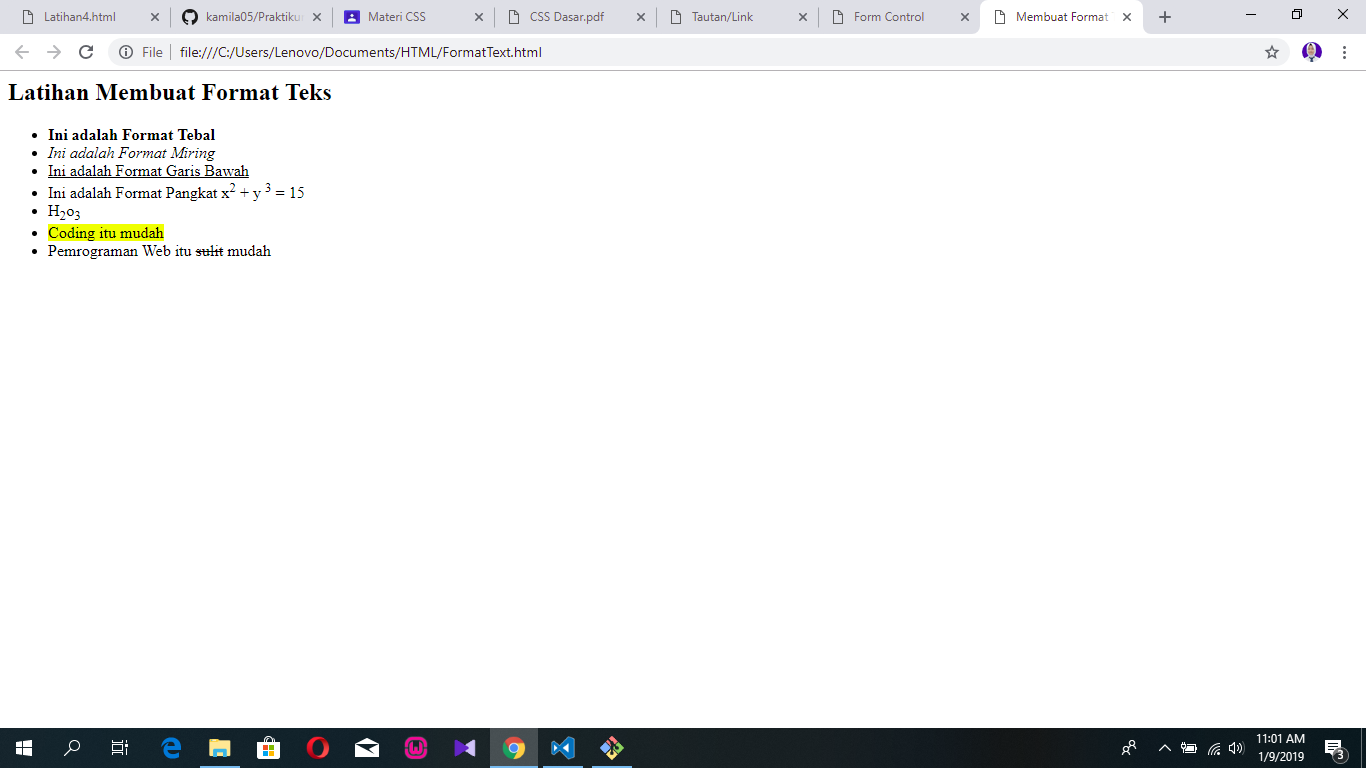 Latihan4.html kamila05/Praktiku Materi CSS CSS Dasar.pdf Tautan/Link Form Control Membuat Format
File file:///C:/Users/Lenovo/Documents/HTML/FormatText.html
Latihan Membuat Format Teks
Ini adalah Format Tebal
Ini adalah Format Miring
Ini adalah Format Garis Bawah
Ini adalah Format Pangkat x² + y ³ = 15
H₂o₃
Coding itu mudah
Pemrograman Web itu sulit mudah
11:01 AM
1/9/2019
3